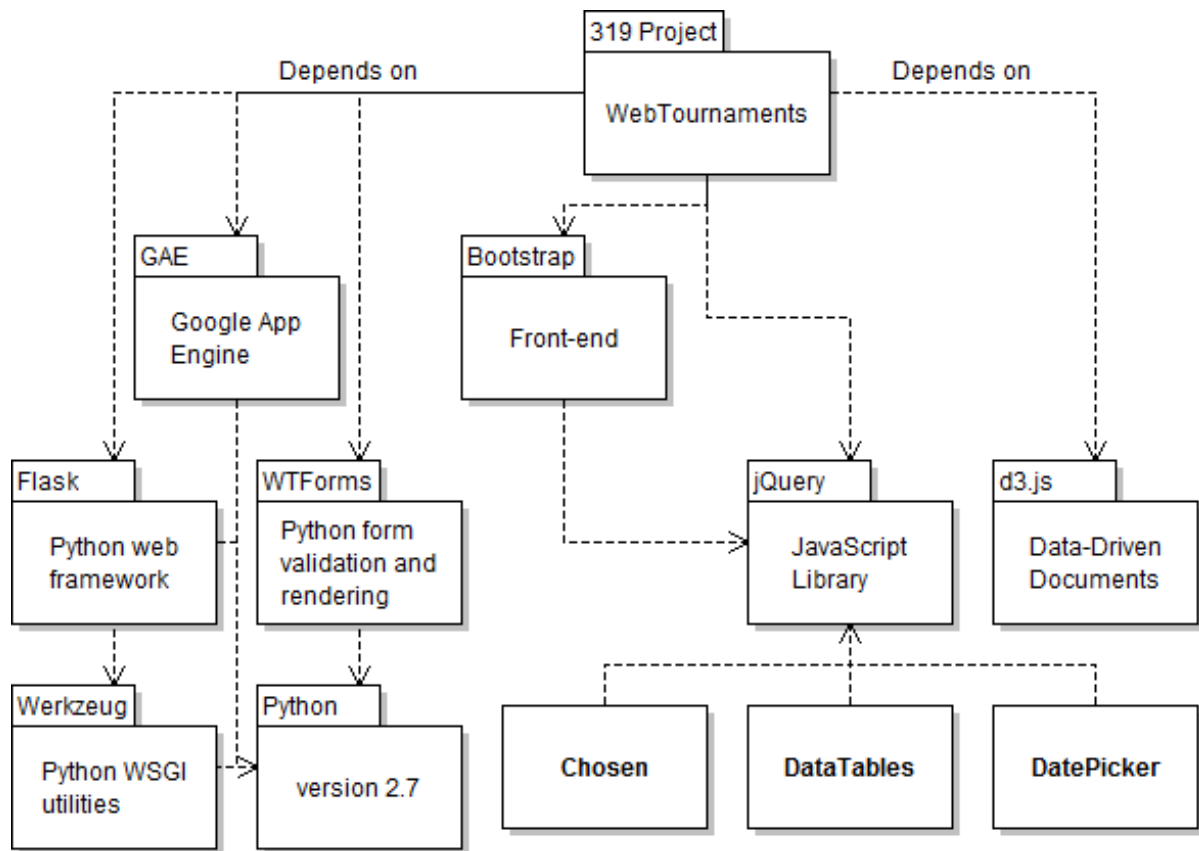 319 Project
Depends on
Depends on
WebTournaments
GAE
Bootstrap
Google App
Engine
Front-end
Flask
WTForms
jQuery
d3.js
Python web
framework
Python form
validation and
rendering
JavaScript
Library
Data-Driven
Documents
Werkzeug
Python
Python WSGI
utilities
version 2.7
Chosen
DataTables
DatePicker